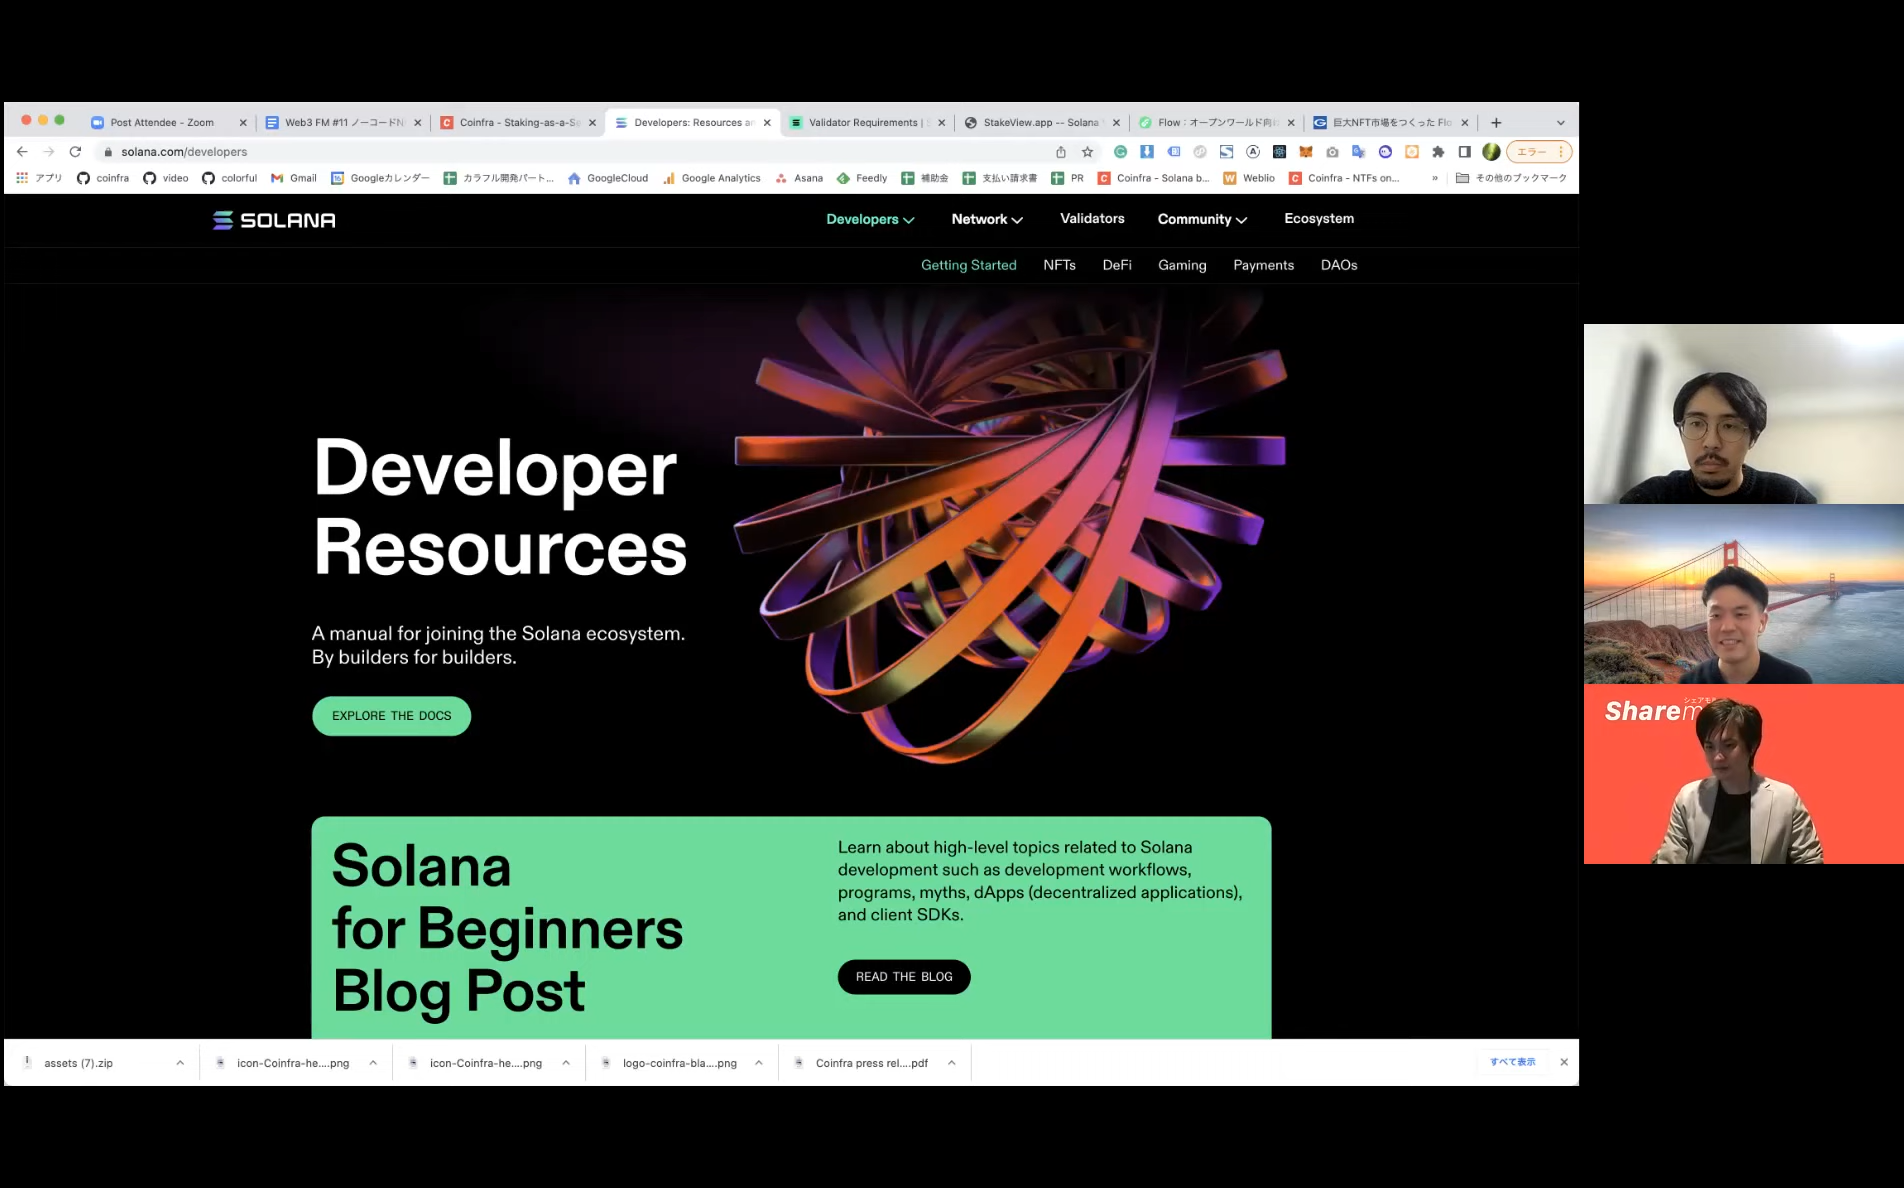 Post Attendee - Zoom
Web3 FM #11 ノーコードN
Coinfra - Staking-as-a-Se
Developers: Resources an
Validator Requirements | S
StakeView.app -- Solana
Flow：オープンワールド向け
巨大NFT市場をつくった Flo
solana.com/developers
エラー
アプリ
coinfra
video
colorful
Gmail
Googleカレンダー
カラフル開発パート...
GoogleCloud
Google Analytics
Asana
Feedly
補助金
支払い請求書
PR
Coinfra - Solana b...
Weblio
Coinfra - NTFs on...
»
その他のブックマーク
SOLANA
Developers
Network
Validators
Community
Ecosystem
Getting Started
NFTs
DeFi
Gaming
Payments
DAOs
Developer
Resources
A manual for joining the Solana ecosystem.
By builders for builders.
EXPLORE THE DOCS
Solana
for Beginners
Blog Post
Learn about high-level topics related to Solana
development such as development workflows,
programs, myths, dApps (decentralized applications),
and client SDKs.
READ THE BLOG
シェアモ
Sharem
assets (7).zip
icon-Coinfra-he....png
icon-Coinfra-he....png
logo-coinfra-bla....png
Coinfra press rel....pdf
すべて表示